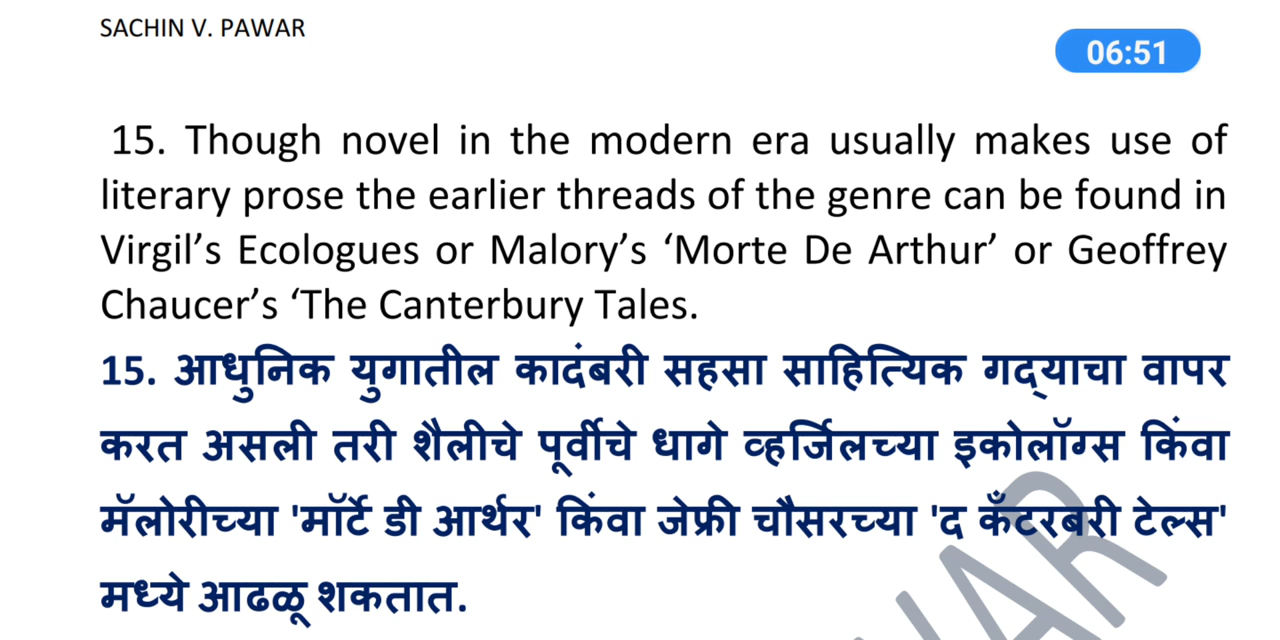 SACHIN V. PAWAR
06:51
15. Though novel in the modern era usually makes use of
literary prose the earlier threads of the genre can be found in
Virgil’s Ecologues or Malory’s ‘Morte De Arthur’ or Geoffrey
Chaucer’s ‘The Canterbury Tales.
15. आधुनिक युगातील कादंबरी सहसा साहित्यिक गद्‌याचा वापर
करत असली तरी शैलीचे पूर्वीचे धागे व्हर्जिलच्या इकोलॉग्स किंवा
मॅलोरीच्या 'मॉर्टे डी आर्थर' किंवा जेफ्री चौसरच्या 'द कँटरबरी टेल्स'
मध्ये आढळू शकतात.